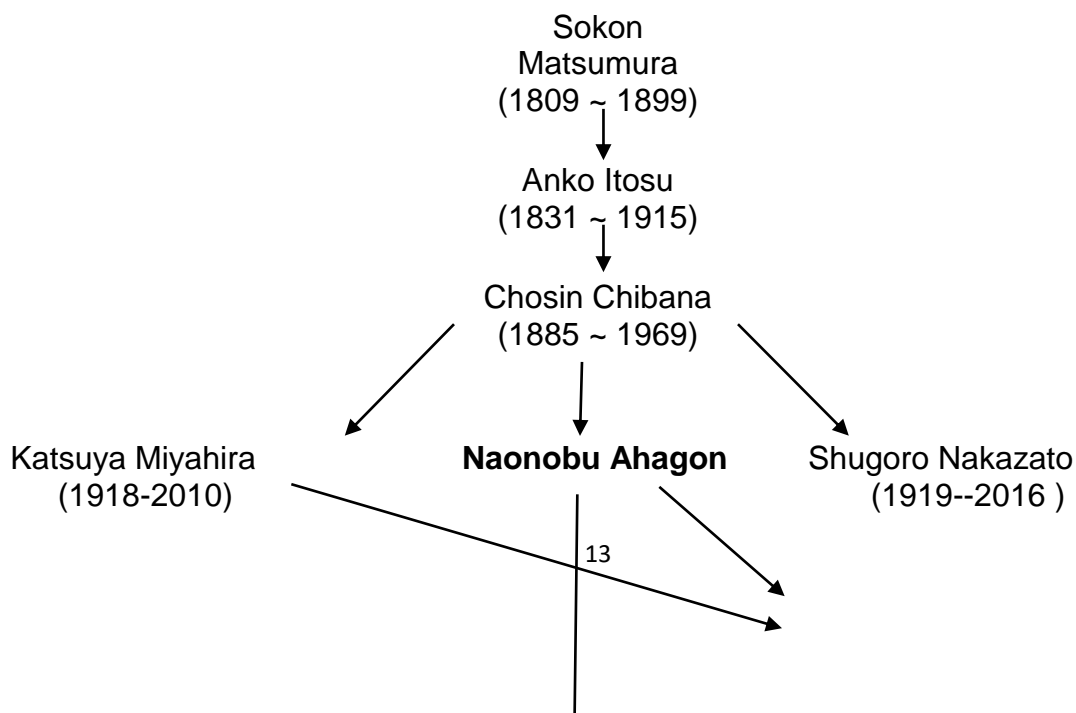 Sokon
Matsumura
(1809 ~ 1899)
Anko Itosu
(1831 ~ 1915)
Chosin Chibana
(1885 ~ 1969)
Katsuya Miyahira
(1918-2010)
Naonobu Ahagon
Shugoro Nakazato
(1919--2016 )
13